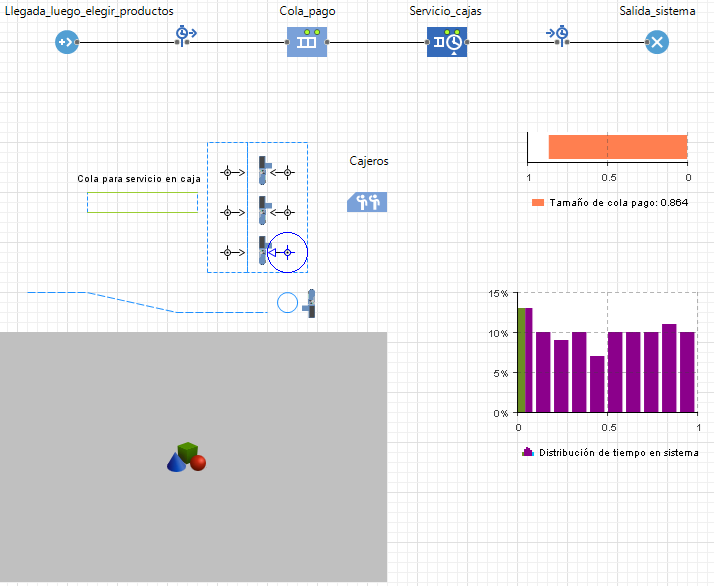 Llegada_luego_elegir_productos
Cola_pago
Servicio_cajas
Salida_sistema
Cola para servicio en caja
Cajeros
1
0.5
0
Tamaño de cola pago: 0.864
15%
10%
5%
0%
0
0.5
1
Distribución de tiempo en sistema